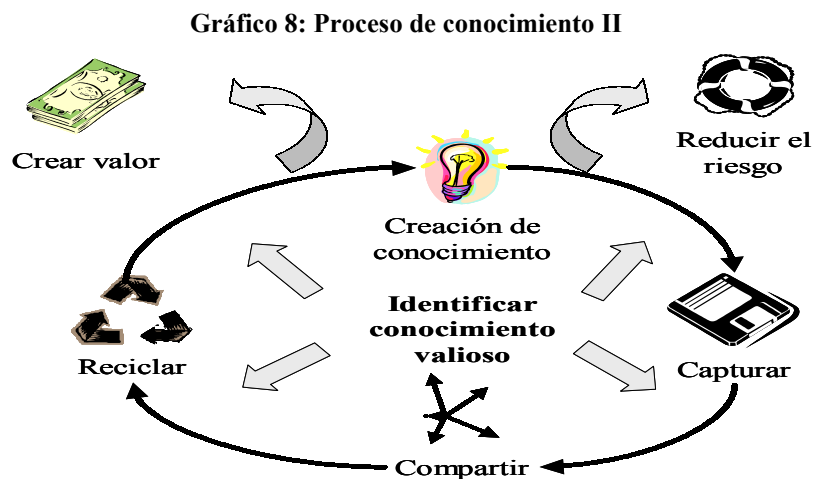 Gráfico 8: Proceso de conocimiento II
Crear valor
Reducir el
riesgo
Creación de
conocimiento
Identificar
conocimiento
valioso
Reciclar
Capturar
Compartir